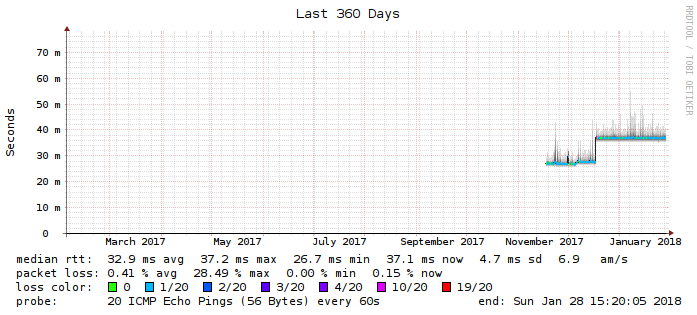 Last 360 Days
RRDTOOL / TOBI OETIKER
Seconds
70 m
60 m
50 m
40 m
30 m
20 m
10 m
0
March 2017 May 2017 July 2017 September 2017 November 2017 January 2018
median rtt: 32.9 ms avg 37.2 ms max 26.7 ms min 37.1 ms now 4.7 ms sd 6.9 am/s
packet loss: 0.41 % avg 28.49 % max 0.00 % min 0.15 % now
loss color: 0 1/20 2/20 3/20 4/20 10/20 19/20
probe: 20 ICMP Echo Pings (56 Bytes) every 60s end: Sun Jan 28 15:20:05 2018